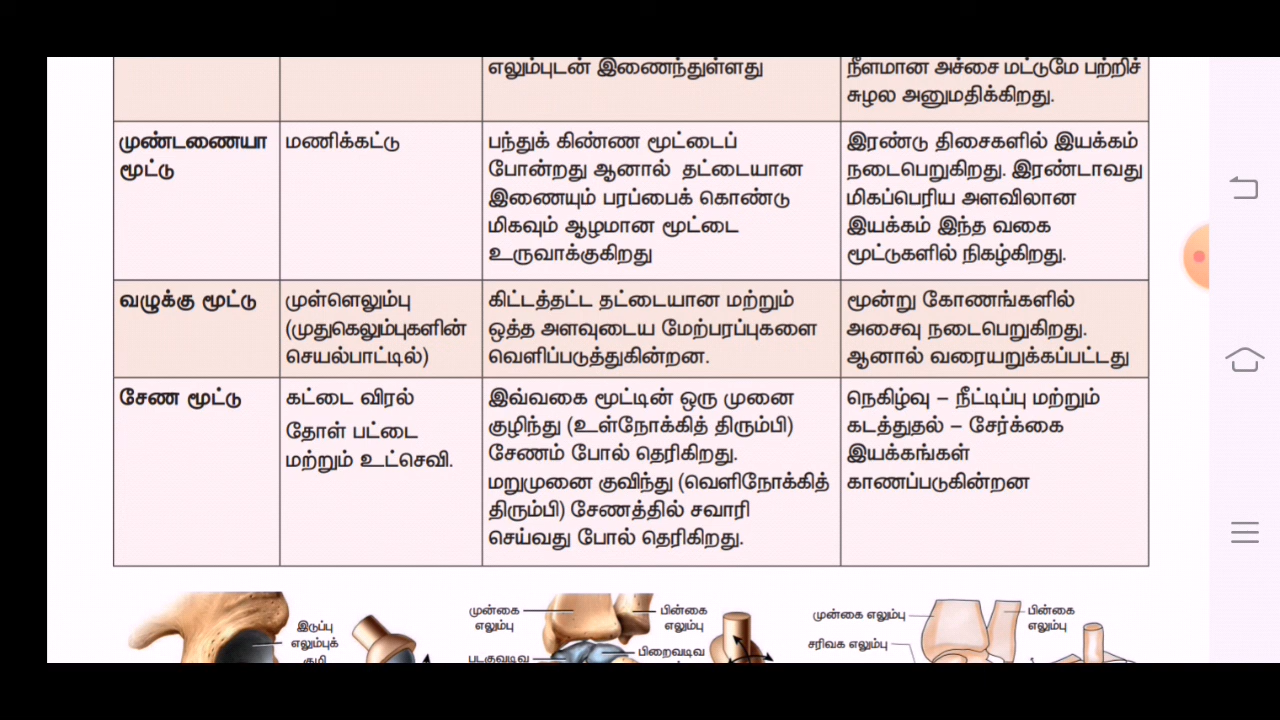 எலும்புடன் இணைந்துள்ளது
நீளமான அச்சை மட்டுமே பற்றிச்
சுழல அனுமதிக்கிறது.
முண்டணையா
மூட்டு
மணிக்கட்டு
பந்துக் கிண்ண மூட்டைப்
போன்றது ஆனால் தட்டையான
இணையும் பரப்பைக் கொண்டு
மிகவும் ஆழமான மூட்டை
உருவாக்குகிறது
இரண்டு திசைகளில் இயக்கம்
நடைபெறுகிறது. இரண்டாவது
மிகப்பெரிய அளவிலான
இயக்கம் இந்த வகை
மூட்டுகளில் நிகழ்கிறது.
வழுக்கு மூட்டு
முள்ளெலும்பு
(முதுகெலும்புகளின்
செயல்பாட்டில்)
கிட்டத்தட்ட தட்டையான மற்றும்
ஒத்த அளவுடைய மேற்பரப்புகளை
வெளிப்படுத்துகின்றன.
மூன்று கோணங்களில்
அசைவு நடைபெறுகிறது.
ஆனால் வரையறுக்கப்பட்டது
சேண மூட்டு
கட்டை விரல்
தோள் பட்டை
மற்றும் உட்செவி.
இவ்வகை மூட்டின் ஒரு முனை
குழிந்து (உள்நோக்கித் திரும்பி)
சேணம் போல் தெரிகிறது.
மறுமுனை குவிந்து (வெளிநோக்கித்
திரும்பி) சேணத்தில் சவாரி
செய்வது போல் தெரிகிறது.
நெகிழ்வு – நீட்டிப்பு மற்றும்
கடத்துதல் – சேர்க்கை
இயக்கங்கள்
காணப்படுகின்றன
இடுப்பு
எலும்புக்
குழி
முன்கை
எலும்பு
பின்கை
எலும்பு
படகுவடிவ
பிறைவடிவ
முன்கை எலும்பு
சரிவக எலும்பு
பின்கை
எலும்பு